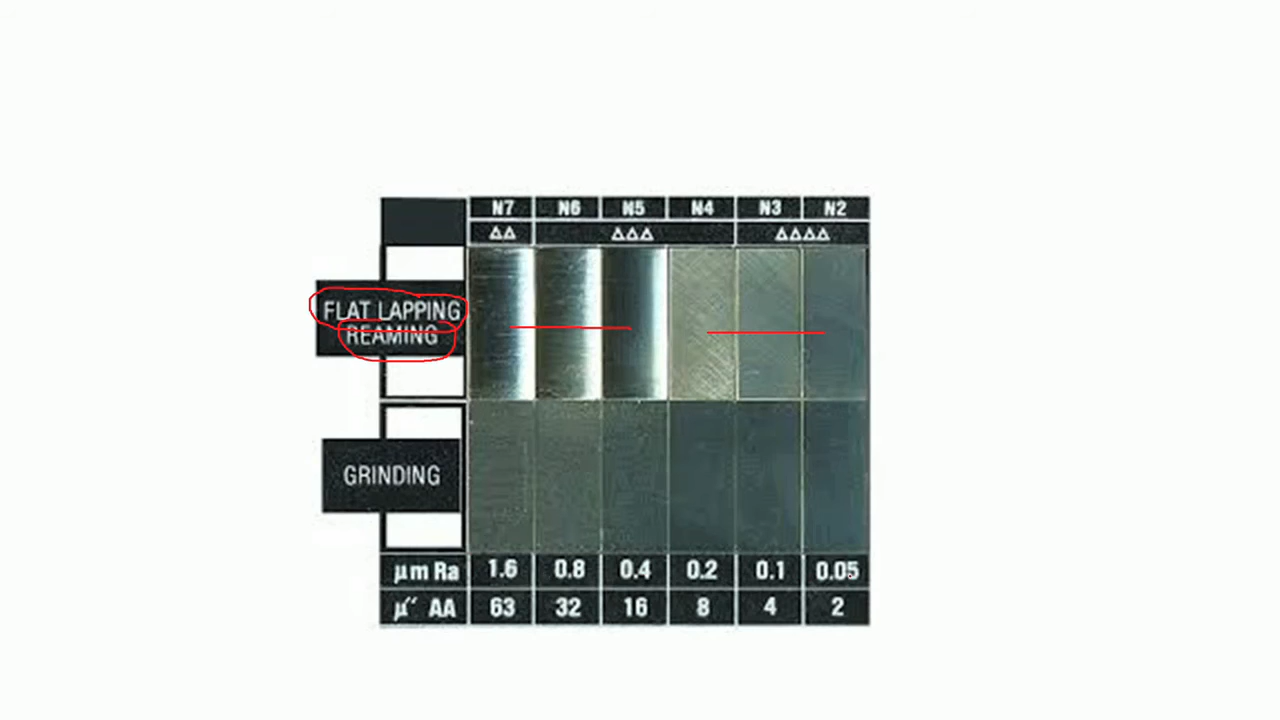 N7 N6 N5 N4 N3 N2
ΔΔ ΔΔΔ ΔΔΔΔ
FLAT LAPPING
REAMING
GRINDING
µm Ra 1.6 0.8 0.4 0.2 0.1 0.05
µ″ AA 63 32 16 8 4 2